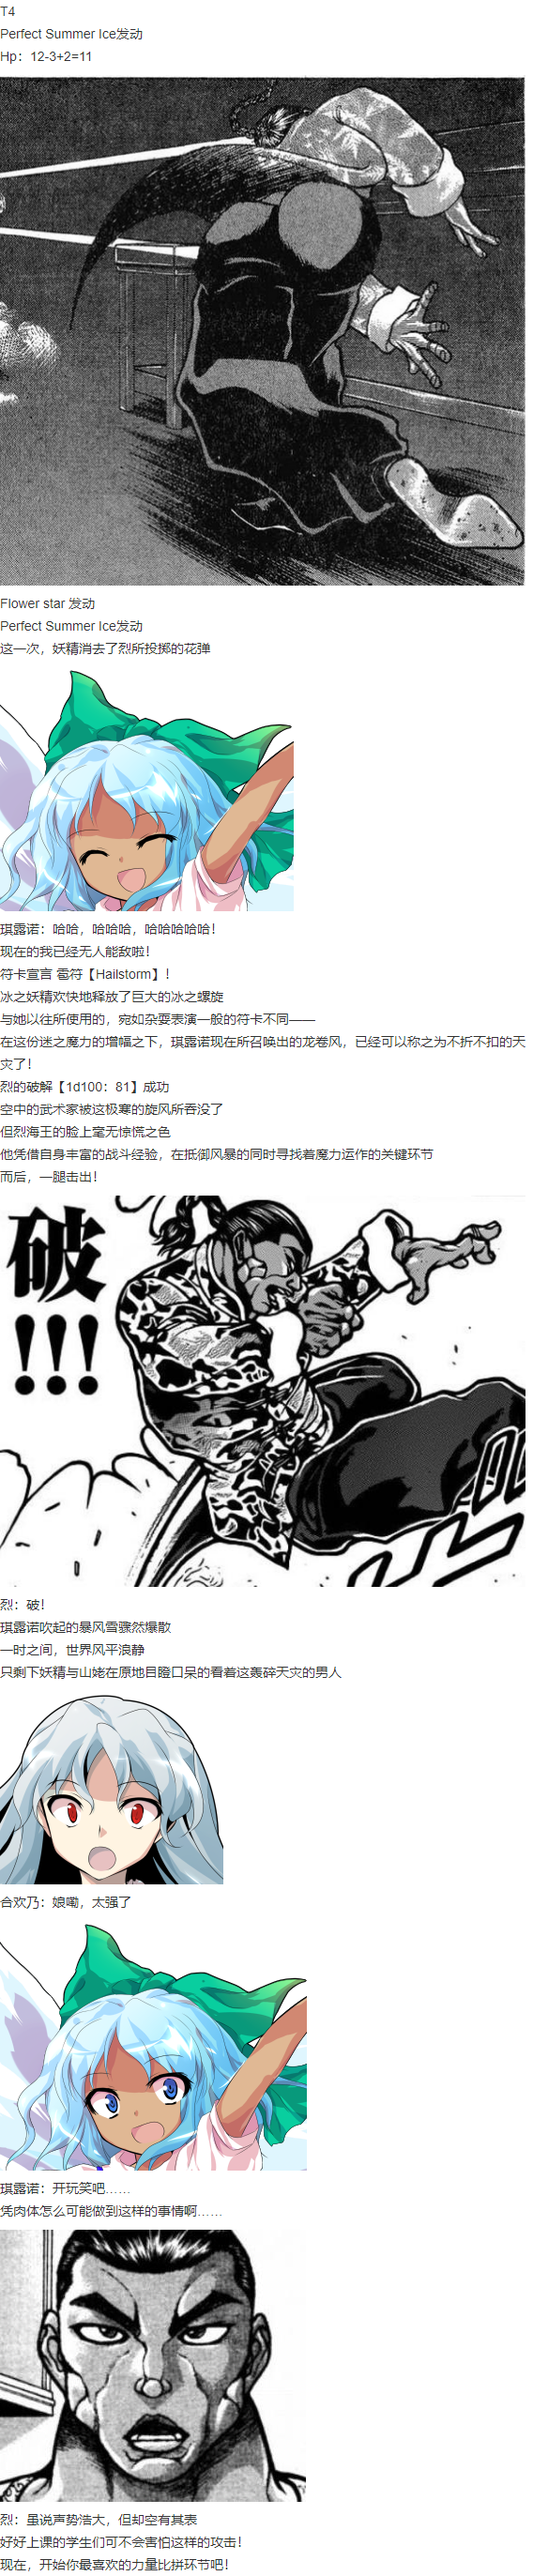 T4
Perfect Summer Ice发动
Hp：12-3+2=11
Flower star 发动
Perfect Summer Ice发动
这一次，妖精消去了烈所投掷的花弹
琪露诺：哈哈，哈哈哈，哈哈哈哈哈！
现在的我已经无人能敌啦！
符卡宣言 雹符【Hailstorm】！
冰之妖精欢快地释放了巨大的冰之螺旋
与她以往所使用的，宛如杂耍表演一般的符卡不同——
在这份迷之魔力的增幅之下，琪露诺现在所召唤出的龙卷风，已经可以称之为不折不扣的天
灾了！
烈的破解【1d100：81】成功
空中的武术家被这极寒的旋风所吞没了
但烈海王的脸上毫无惊慌之色
他凭借自身丰富的战斗经验，在抵御风暴的同时寻找着魔力运作的关键环节
而后，一腿击出！
破!!!
烈：破！
琪露诺吹起的暴风雪骤然爆散
一时之间，世界风平浪静
只剩下妖精与山姥在原地目瞪口呆的看着这轰碎天灾的男人
合欢乃：娘嘞，太强了
琪露诺：开玩笑吧……
凭肉体怎么可能做到这样的事情啊……
烈：虽说声势浩大，但却空有其表
好好上课的学生们可不会害怕这样的攻击！
现在，开始你最喜欢的力量比拼环节吧！